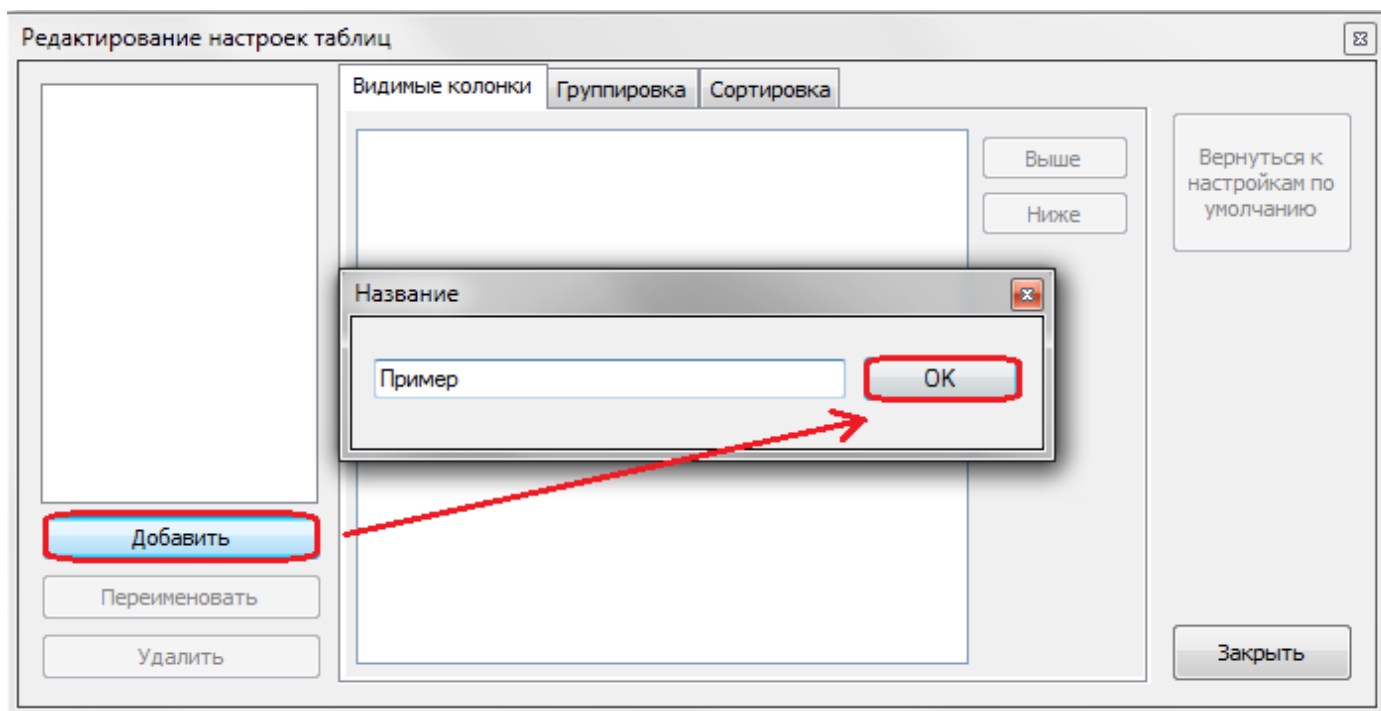 Редактирование настроек таблиц
Видимые колонки
Группировка
Сортировка
Выше
Ниже
Вернуться к
настройкам по
умолчанию
Название
Пример
OK
Добавить
Переименовать
Удалить
Закрыть